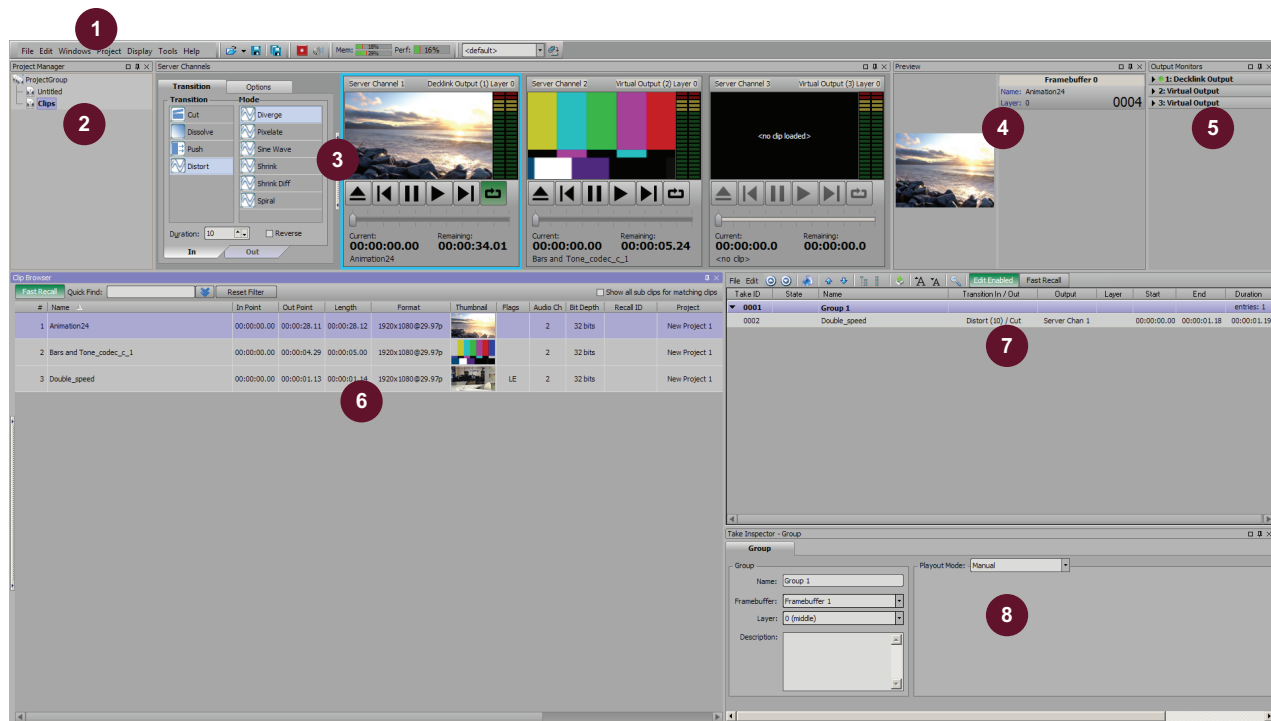 1
File Edit Windows Project Display Tools Help
Mem: 18% 29% Perf: 16% <default>
Project Manager
ProjectGroup
Untitled
Clips
2
Server Channels
Transition Options
Transition Mode
Cut
Dissolve
Push
Distort
Diverge
Pixelate
Sine Wave
Shrink
Shrink Diff
Spiral
3
Duration: 10 Reverse
In Out
Server Channel 1 Decklink Output (1) Layer 0
Current: Remaining:
00:00:00.00 00:00:34.01
Animation24
Server Channel 2 Virtual Output (2) Layer 0
Current: Remaining:
00:00:00.00 00:00:05.24
Bars and Tone_codec_c_1
Server Channel 3 Virtual Output (3) Layer 0
<no clip loaded>
Current: Remaining:
00:00:00.0 00:00:00.0
<no clip>
Preview
Framebuffer 0
Name: Animation24
Layer: 0 0004
4
Output Monitors
1: Decklink Output
2: Virtual Output
3: Virtual Output
5
Clip Browser
Fast Recall Quick Find: Reset Filter Show all sub clips for matching clips
# Name In Point Out Point Length Format Thumbnail Flags Audio Ch Bit Depth Recall ID Project
1 Animation24 00:00:00.00 00:00:28.11 00:00:28.12 1920x1080@29.97p 2 32 bits New Project 1
2 Bars and Tone_codec_c_1 00:00:00.00 00:00:04.29 00:00:05.00 1920x1080@29.97p 2 32 bits New Project 1
3 Double_speed 00:00:00.00 00:00:01.13 00:00:01.14 1920x1080@29.97p LE 2 32 bits New Project 1
6
File Edit A A Edit Enabled Fast Recall
Take ID State Name Transition In / Out Output Layer Start End Duration
0001 Group 1 entries: 1
0002 Double_speed Distort (10) / Cut Server Chan 1 00:00:00.00 00:00:01.18 00:00:01.19
7
Take Inspector - Group
Group
Group
Name: Group 1
Framebuffer: Framebuffer 1
Layer: 0 (middle)
Description:
Playout Mode: Manual
8